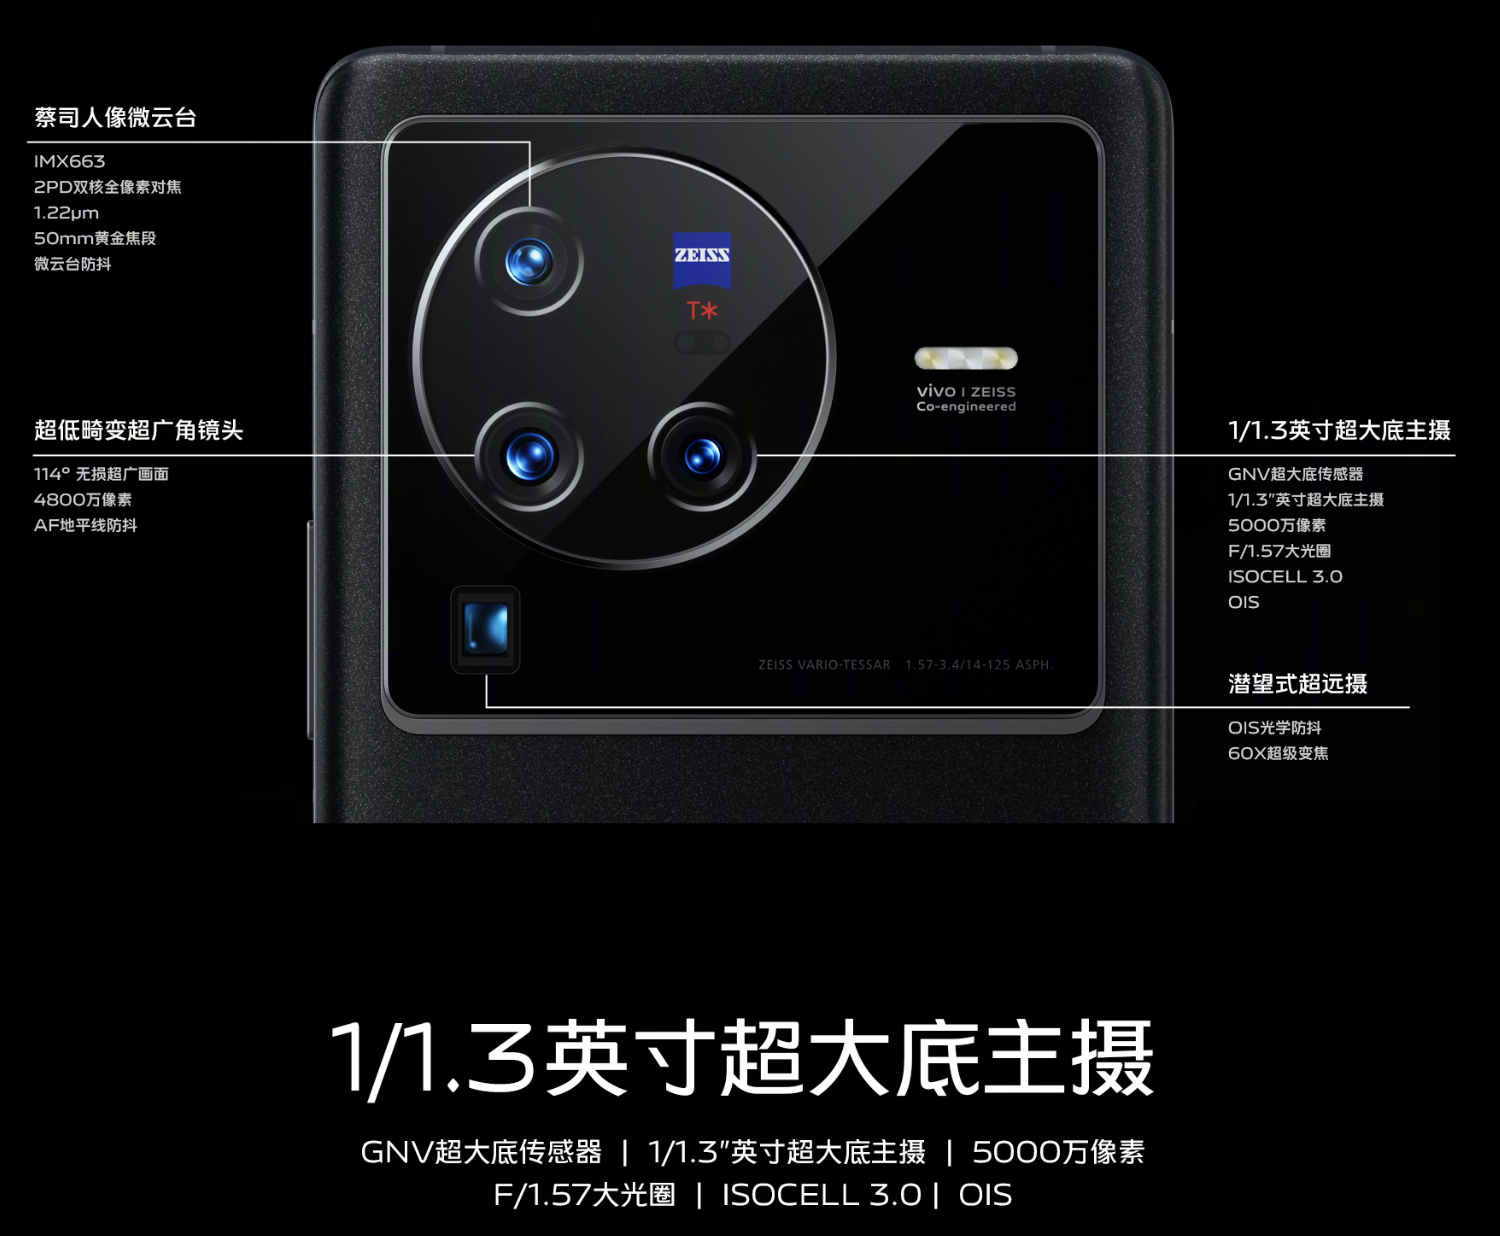 蔡司人像微云台
IMX663
2PD双核全像素对焦
1.22μm
50mm黄金焦段
微云台防抖
ZEISS
T*
vivo | ZEISS
Co-engineered
超低畸变超广角镜头
114° 无损超广画面
4800万像素
AF地平线防抖
1/1.3英寸超大底主摄
GNV超大底传感器
1/1.3"英寸超大底主摄
5000万像素
F/1.57大光圈
ISOCELL 3.0
OIS
ZEISS VARIO-TESSAR 1.57-3.4/14-125 ASPH.
潜望式超远摄
OIS光学防抖
60X超级变焦
1/1.3英寸超大底主摄
GNV超大底传感器 | 1/1.3"英寸超大底主摄 | 5000万像素
F/1.57大光圈 | ISOCELL 3.0 | OIS